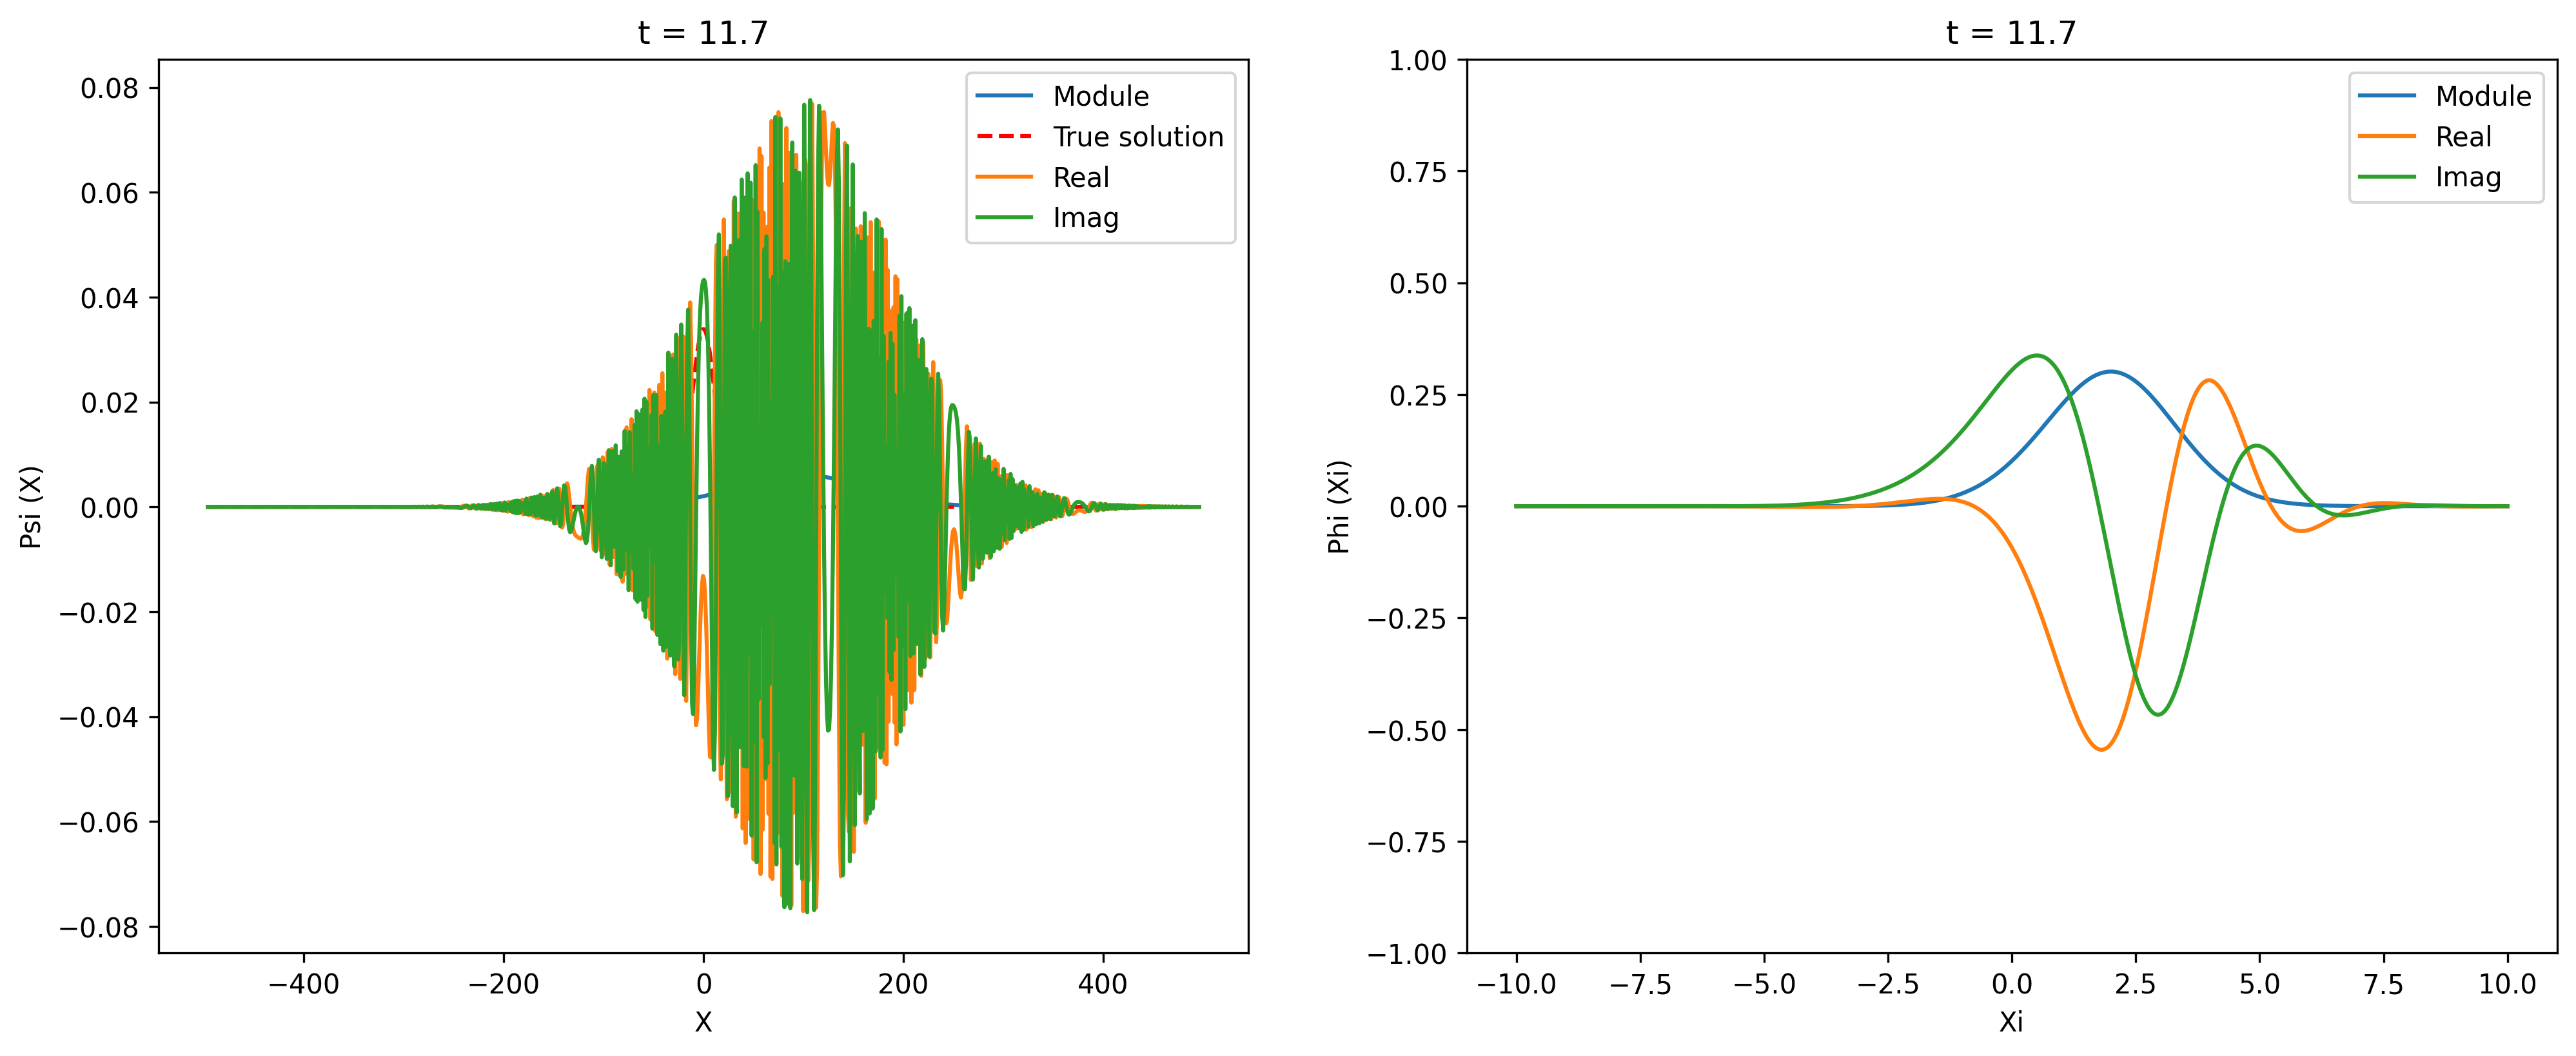 t = 11.7
Psi (X)
0.08
0.06
0.04
0.02
0.00
−0.02
−0.04
−0.06
−0.08
Module
True solution
Real
Imag
−400
−200
0
200
400
X
t = 11.7
Phi (Xi)
1.00
0.75
0.50
0.25
0.00
−0.25
−0.50
−0.75
−1.00
Module
Real
Imag
−10.0
−7.5
−5.0
−2.5
0.0
2.5
5.0
7.5
10.0
Xi